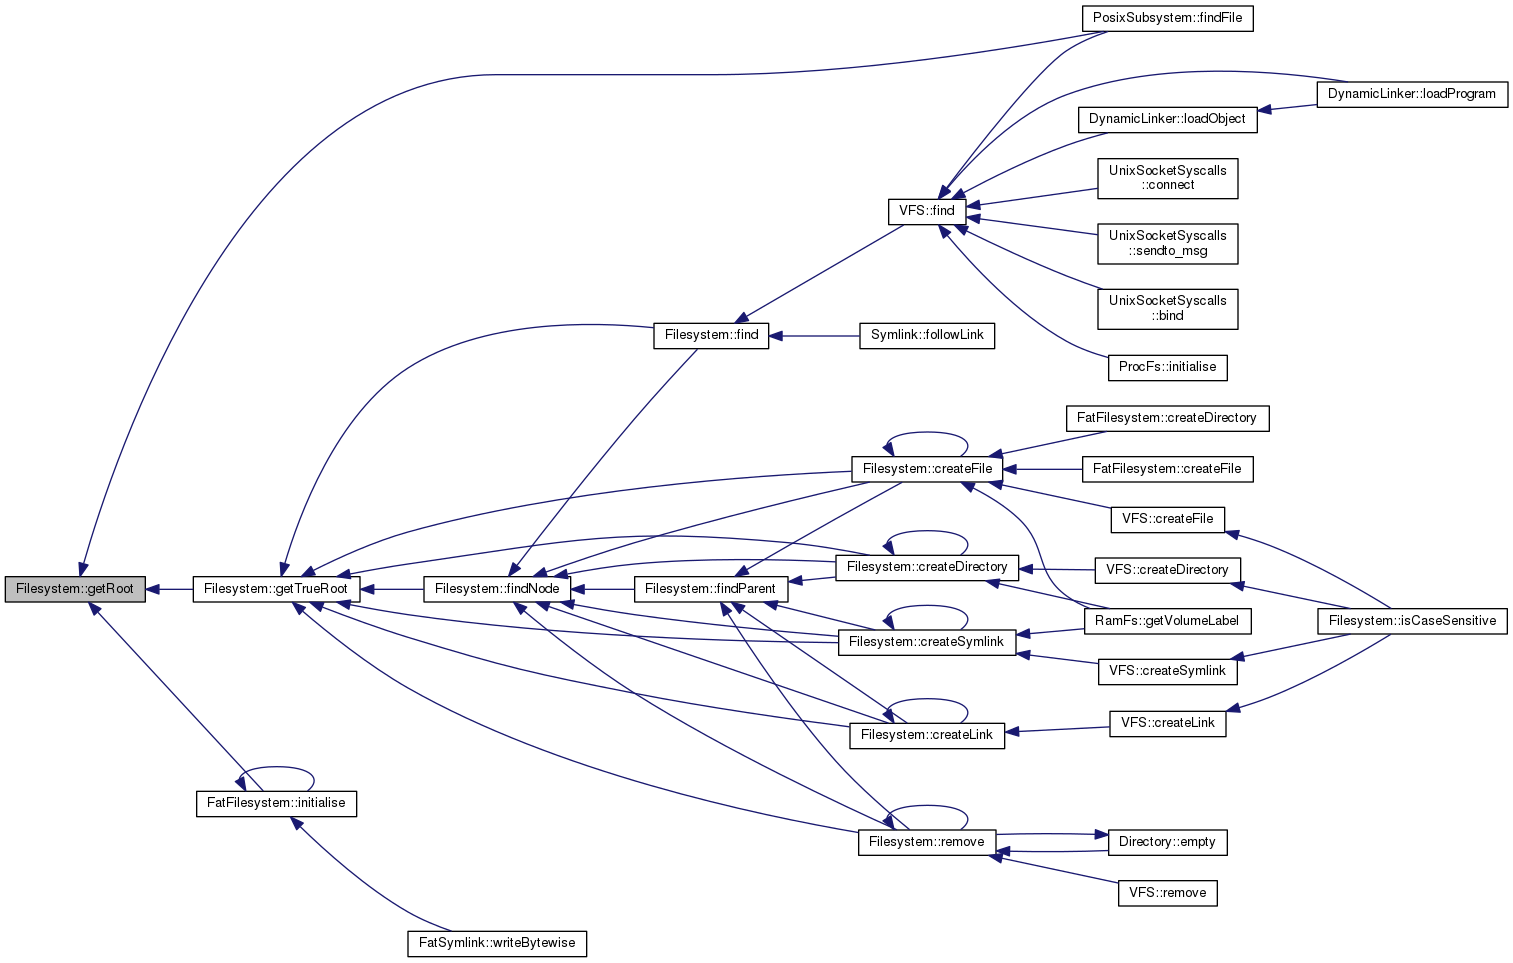 PosixSubsystem::findFile
DynamicLinker::loadProgram
DynamicLinker::loadObject
UnixSocketSyscalls
::connect
VFS::find
UnixSocketSyscalls
::sendto_msg
UnixSocketSyscalls
::bind
Filesystem::find
Symlink::followLink
ProcFs::initialise
FatFilesystem::createDirectory
Filesystem::createFile
FatFilesystem::createFile
VFS::createFile
Filesystem::createDirectory
VFS::createDirectory
Filesystem::getRoot
Filesystem::getTrueRoot
Filesystem::findNode
Filesystem::findParent
RamFs::getVolumeLabel
Filesystem::isCaseSensitive
Filesystem::createSymlink
VFS::createSymlink
VFS::createLink
Filesystem::createLink
FatFilesystem::initialise
Filesystem::remove
Directory::empty
VFS::remove
FatSymlink::writeBytewise